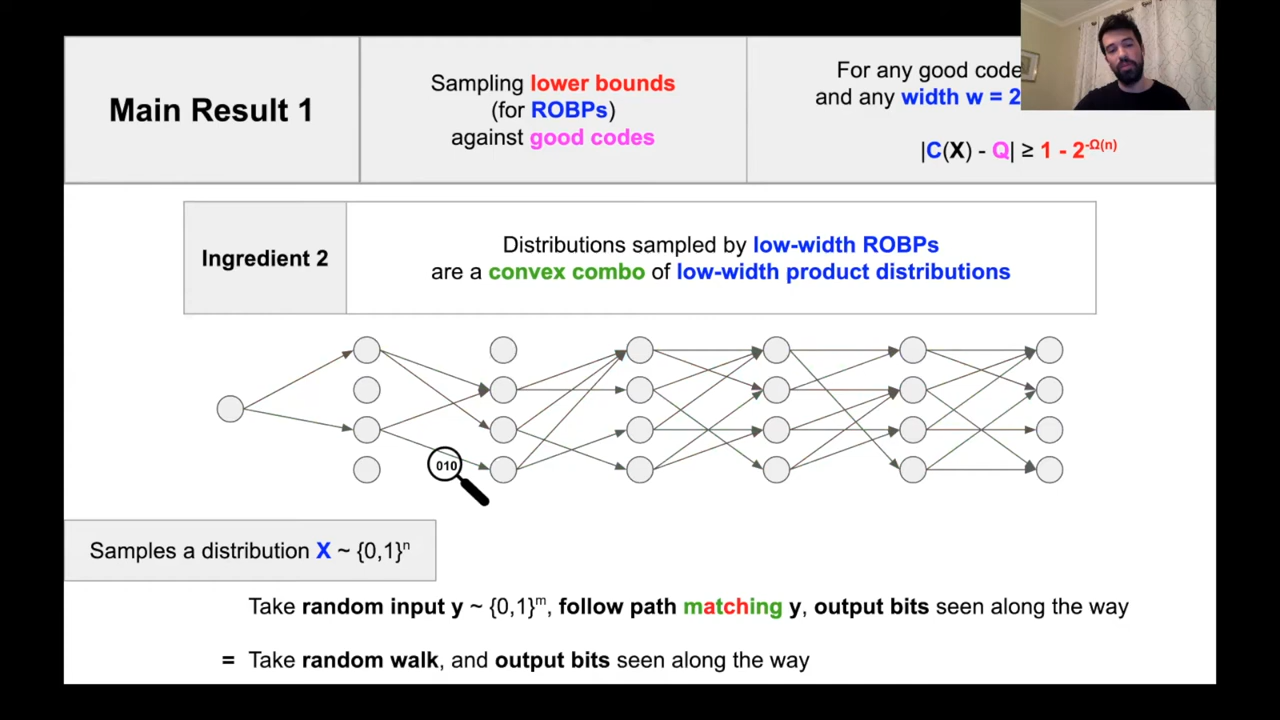 Main Result 1
Sampling lower bounds
(for ROBPs)
against good codes
For any good code
and any width w = 2
|C(X) - Q| ≥ 1 - 2^-Ω(n)
Ingredient 2
Distributions sampled by low-width ROBPs
are a convex combo of low-width product distributions
010
Samples a distribution X ~ {0,1}ⁿ
Take random input y ~ {0,1}ᵐ, follow path matching y, output bits seen along the way
= Take random walk, and output bits seen along the way